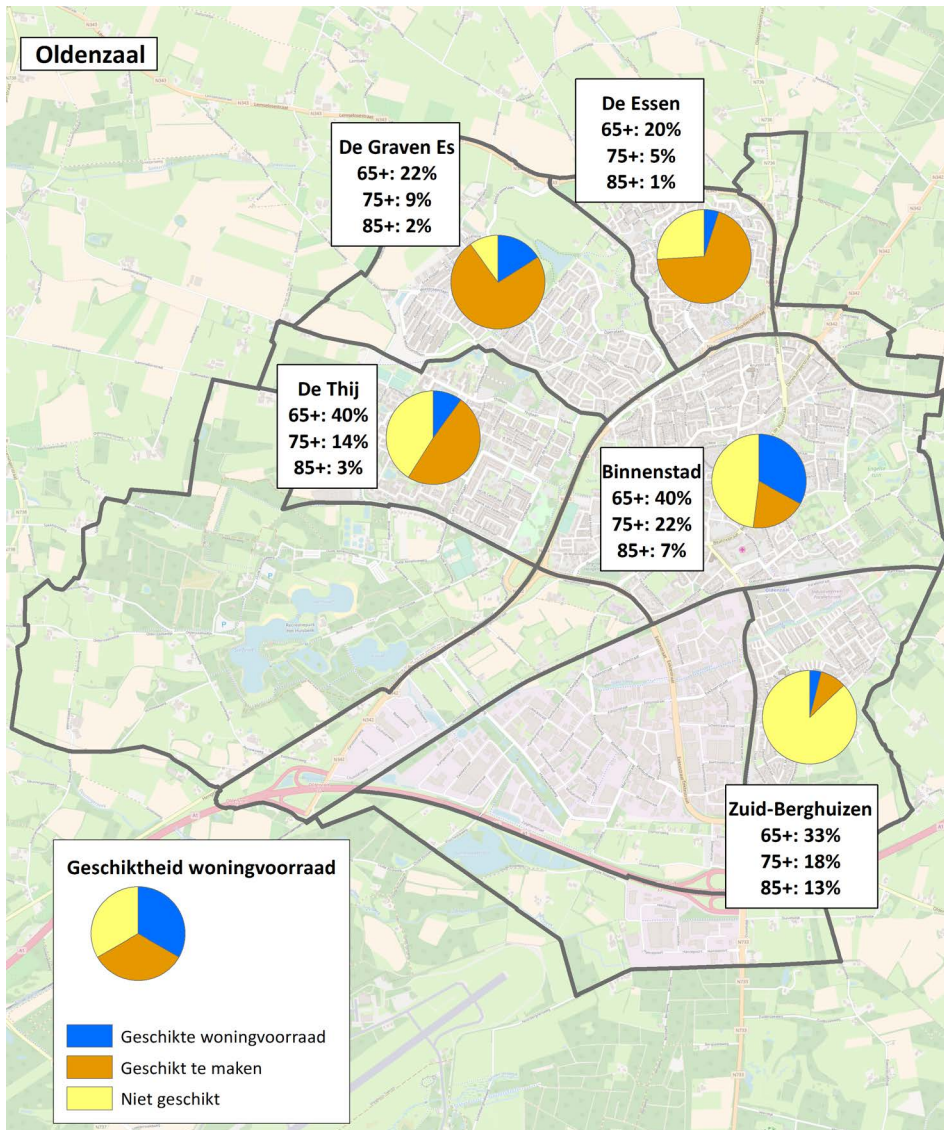 Oldenzaal
De Essen
65+: 20%
75+: 5%
85+: 1%
De Graven Es
65+: 22%
75+: 9%
85+: 2%
De Thij
65+: 40%
75+: 14%
85+: 3%
Binnenstad
65+: 40%
75+: 22%
85+: 7%
Zuid-Berghuizen
65+: 33%
75+: 18%
85+: 13%
Geschiktheid woningvoorraad
Geschikte woningvoorraad
Geschikt te maken
Niet geschikt